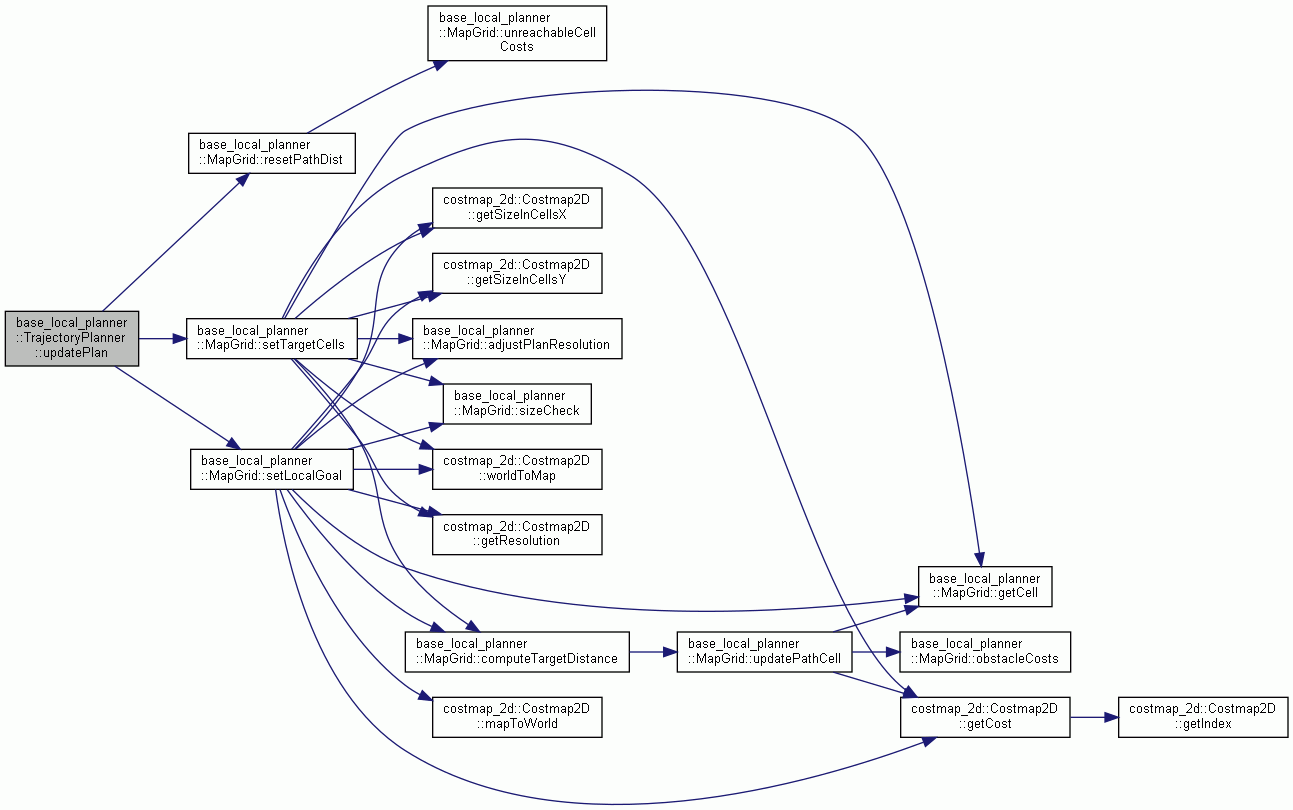 base_local_planner
::MapGrid::unreachableCell
Costs
base_local_planner
::MapGrid::resetPathDist
costmap_2d::Costmap2D
::getSizeInCellsX
costmap_2d::Costmap2D
::getSizeInCellsY
base_local_planner
::TrajectoryPlanner
::updatePlan
base_local_planner
::MapGrid::setTargetCells
base_local_planner
::MapGrid::adjustPlanResolution
base_local_planner
::MapGrid::sizeCheck
base_local_planner
::MapGrid::setLocalGoal
costmap_2d::Costmap2D
::worldToMap
costmap_2d::Costmap2D
::getResolution
base_local_planner
::MapGrid::getCell
base_local_planner
::MapGrid::computeTargetDistance
base_local_planner
::MapGrid::updatePathCell
base_local_planner
::MapGrid::obstacleCosts
costmap_2d::Costmap2D
::mapToWorld
costmap_2d::Costmap2D
::getCost
costmap_2d::Costmap2D
::getIndex